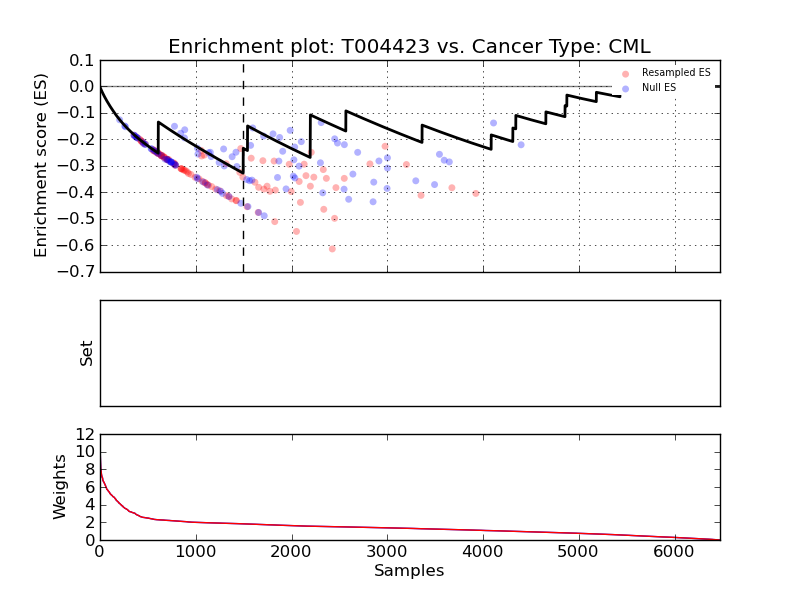 Enrichment plot: T004423 vs. Cancer Type: CML
Enrichment score (ES)
0.1
0.0
−0.1
−0.2
−0.3
−0.4
−0.5
−0.6
−0.7
Resampled ES
Null ES
Set
Weights
12
10
8
6
4
2
0
0 1000 2000 3000 4000 5000 6000
Samples